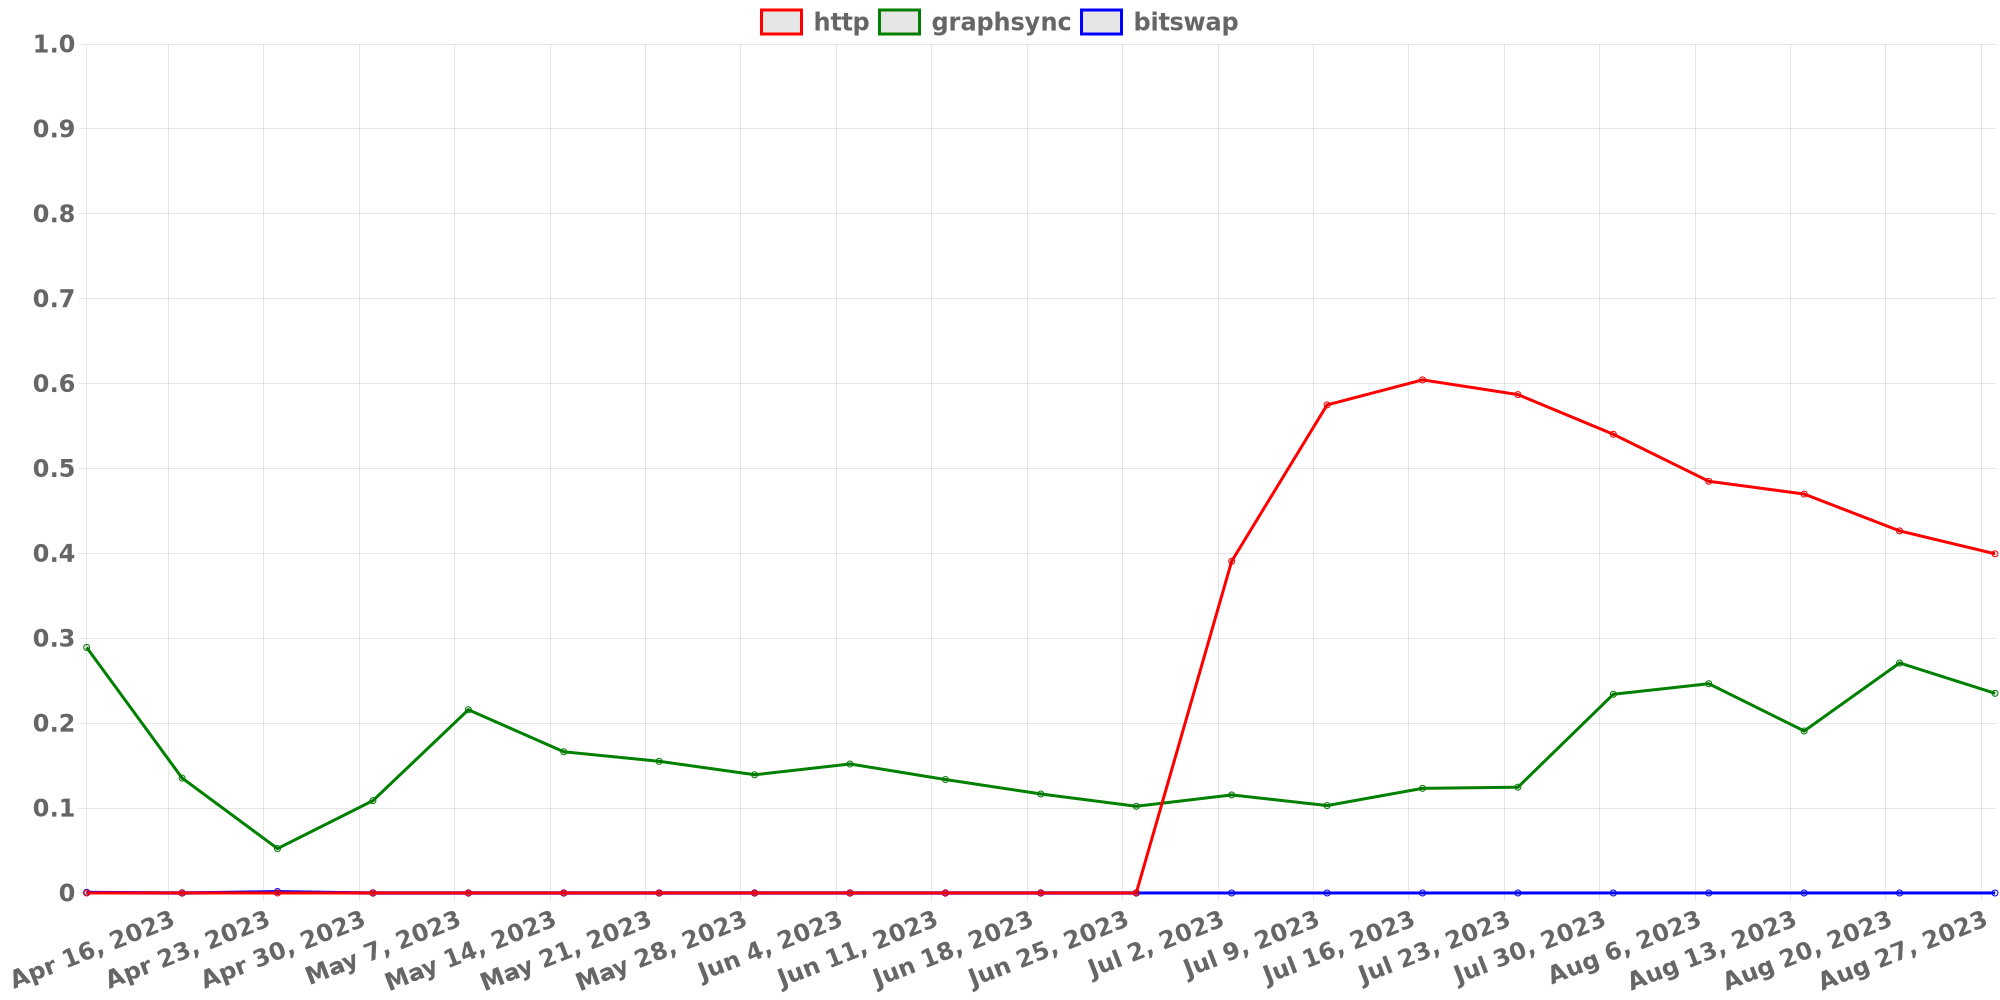 http graphsync bitswap
1.0
0.9
0.8
0.7
0.6
0.5
0.4
0.3
0.2
0.1
0
Apr 16, 2023
Apr 23, 2023
Apr 30, 2023
May 7, 2023
May 14, 2023
May 21, 2023
May 28, 2023
Jun 4, 2023
Jun 11, 2023
Jun 18, 2023
Jun 25, 2023
Jul 2, 2023
Jul 9, 2023
Jul 16, 2023
Jul 23, 2023
Jul 30, 2023
Aug 6, 2023
Aug 13, 2023
Aug 20, 2023
Aug 27, 2023